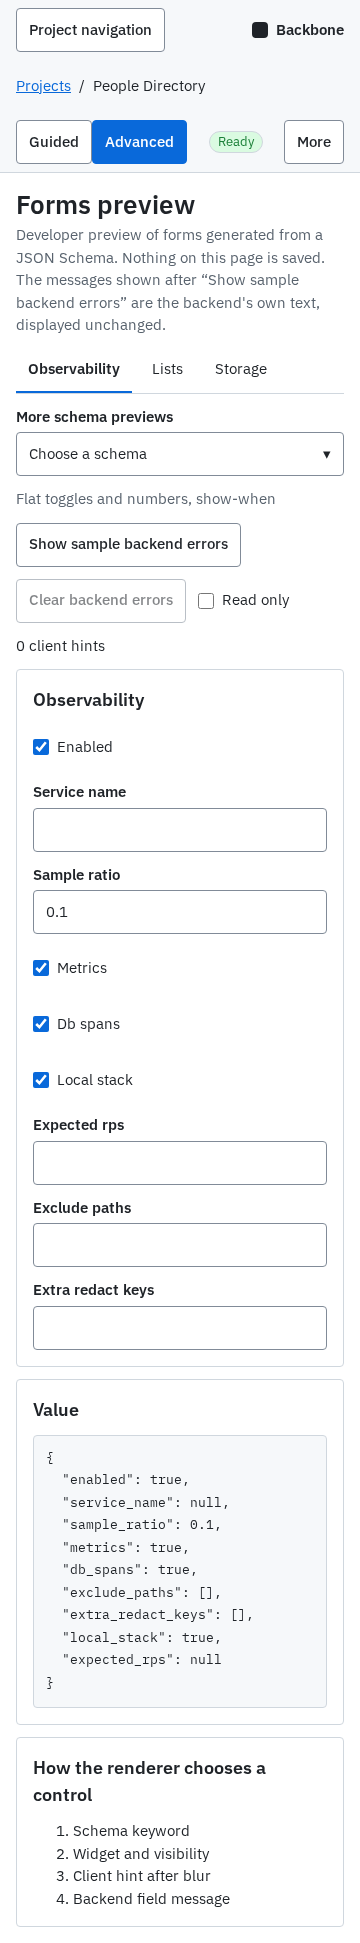 Project navigation
Backbone
Projects / People Directory
Guided
Advanced
Ready
More
Forms preview
Developer preview of forms generated from a
JSON Schema. Nothing on this page is saved.
The messages shown after “Show sample
backend errors” are the backend's own text,
displayed unchanged.
Observability
Lists
Storage
More schema previews
Choose a schema
Flat toggles and numbers, show-when
Show sample backend errors
Clear backend errors
Read only
0 client hints
Observability
Enabled
Service name
Sample ratio
0.1
Metrics
Db spans
Local stack
Expected rps
Exclude paths
Extra redact keys
Value
{
  "enabled": true,
  "service_name": null,
  "sample_ratio": 0.1,
  "metrics": true,
  "db_spans": true,
  "exclude_paths": [],
  "extra_redact_keys": [],
  "local_stack": true,
  "expected_rps": null
}
How the renderer chooses a
control
1. Schema keyword
2. Widget and visibility
3. Client hint after blur
4. Backend field message